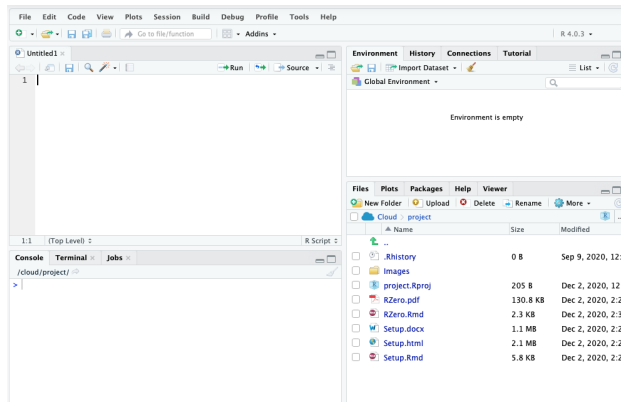 File Edit Code View Plots Session Build Debug Profile Tools Help
Go to file/function Addins R 4.0.3
Untitled1
Run Source
1
1:1 (Top Level) R Script
Console Terminal Jobs
/cloud/project/
>
Environment History Connections Tutorial
Import Dataset List
Global Environment
Environment is empty
Files Plots Packages Help Viewer
New Folder Upload Delete Rename More
Cloud project
Name Size Modified
..
.Rhistory 0 B Sep 9, 2020, 12:
Images
project.Rproj 205 B Dec 2, 2020, 12
RZero.pdf 130.8 KB Dec 2, 2020, 2:2
RZero.Rmd 2.3 KB Dec 2, 2020, 2:3
Setup.docx 1.1 MB Dec 2, 2020, 2:2
Setup.html 2.1 MB Dec 2, 2020, 2:2
Setup.Rmd 5.8 KB Dec 2, 2020, 2:2